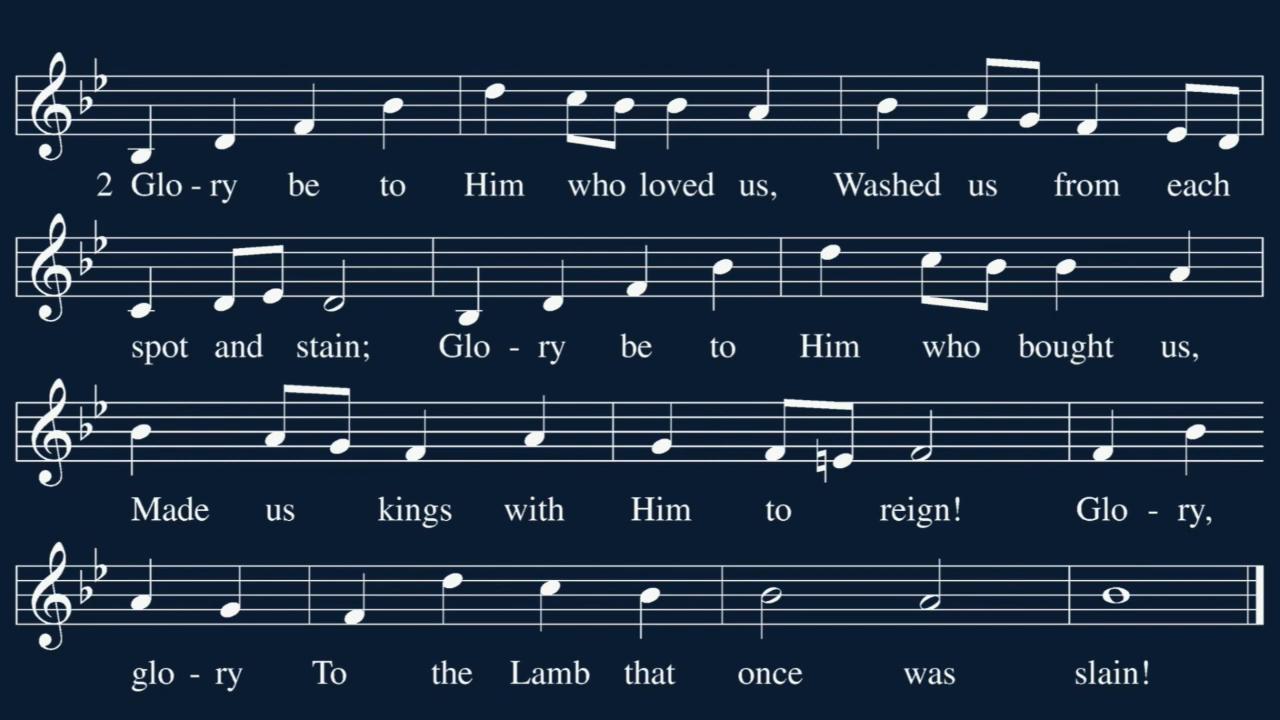 2 Glo - ry be to Him who loved us, Washed us from each
spot and stain; Glo - ry be to Him who bought us,
Made us kings with Him to reign! Glo - ry,
glo - ry To the Lamb that once was slain!